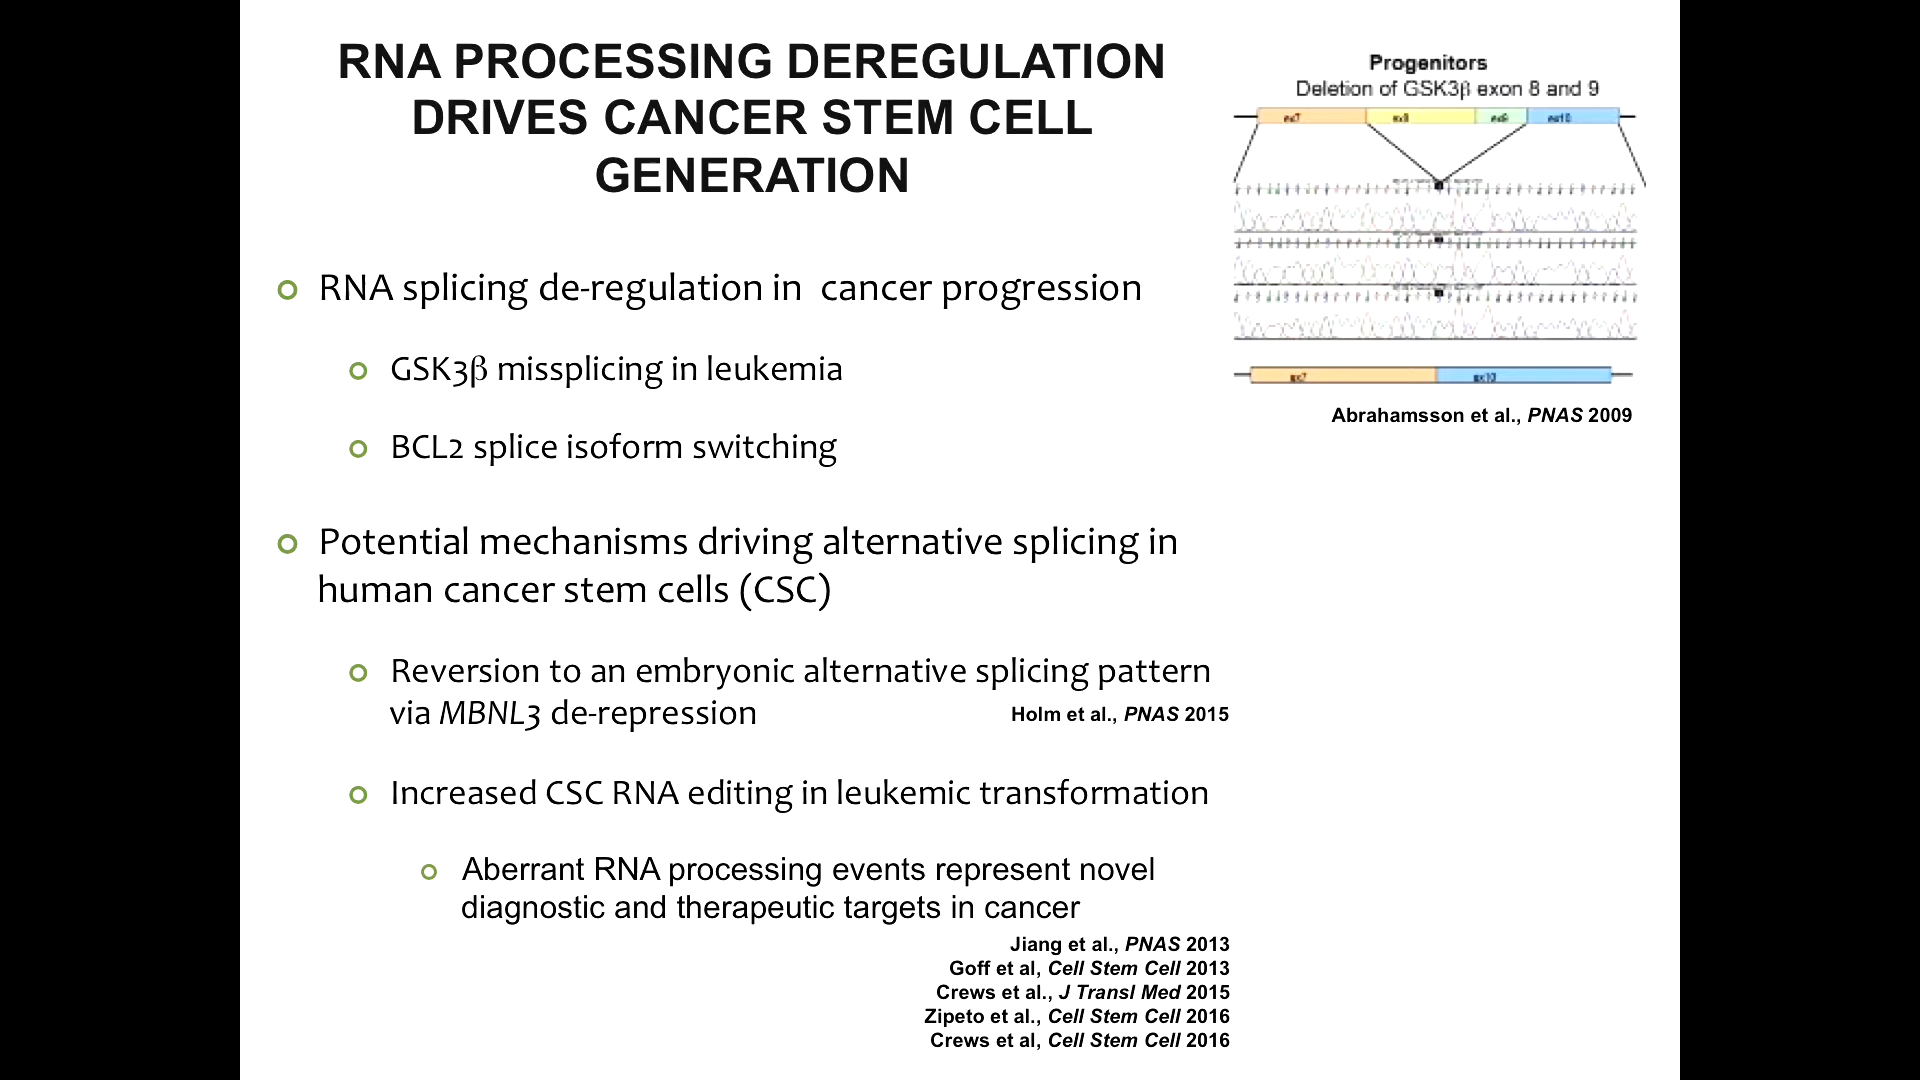 RNA PROCESSING DEREGULATION
DRIVES CANCER STEM CELL
GENERATION
RNA splicing de-regulation in  cancer progression
GSK3β missplicing in leukemia
BCL2 splice isoform switching
Potential mechanisms driving alternative splicing in
human cancer stem cells (CSC)
Reversion to an embryonic alternative splicing pattern
via MBNL3 de-repression
Holm et al., PNAS 2015
Increased CSC RNA editing in leukemic transformation
Aberrant RNA processing events represent novel
diagnostic and therapeutic targets in cancer
Jiang et al., PNAS 2013
Goff et al, Cell Stem Cell 2013
Crews et al., J Transl Med 2015
Zipeto et al., Cell Stem Cell 2016
Crews et al, Cell Stem Cell 2016
Progenitors
Deletion of GSK3β exon 8 and 9
ex7 ex8 ex9 ex10
ex7 ex10
Abrahamsson et al., PNAS 2009